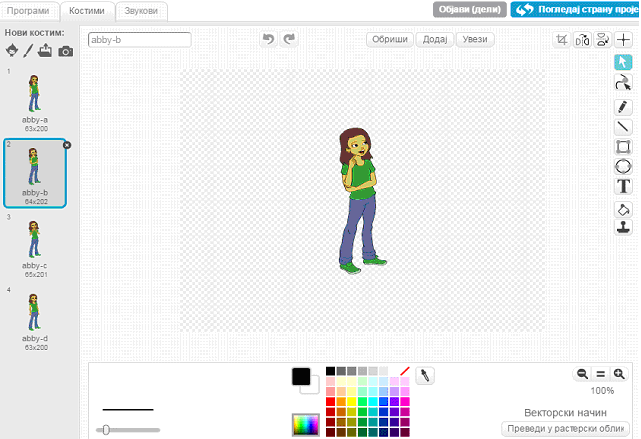 Програми Костими Звукови Објави (дели) Погледај страну проје
Нови костим:
abby-b Обриши Додај Увези
1
abby-a
63x200
2
abby-b
64x202
3
abby-c
65x201
4
abby-d
63x200
T
100%
Векторски начин
Преведи у растерски облик